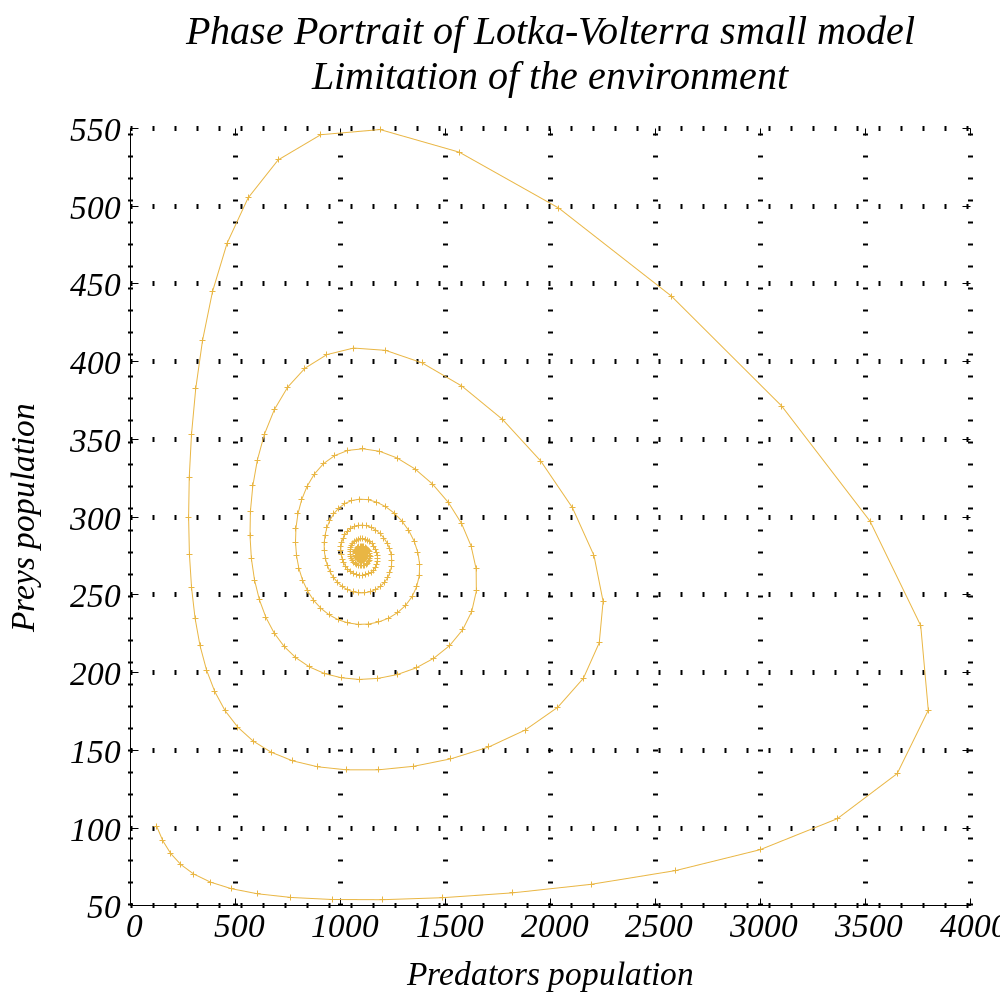 Phase Portrait of Lotka-Volterra small model
Limitation of the environment
550
500
450
400
350
300
250
200
150
100
50
Preys population
0 500 1000 1500 2000 2500 3000 3500 4000
Predators population